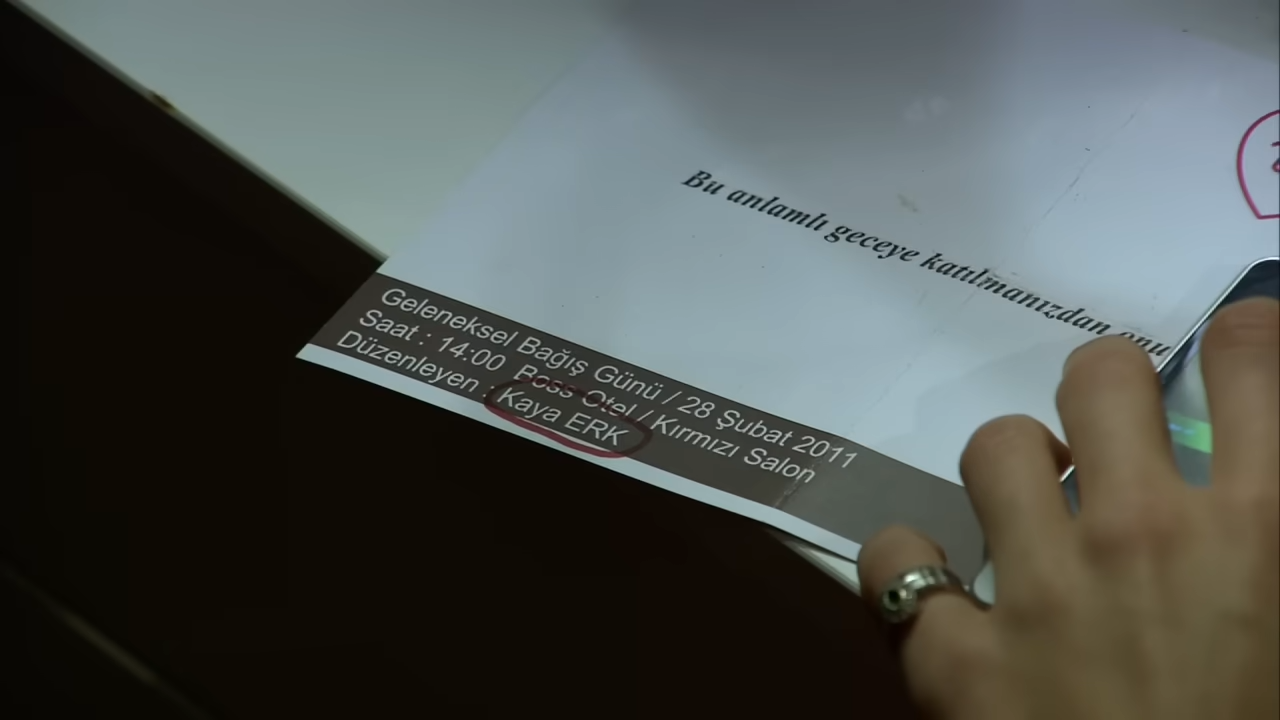 Bu anlamlı geceye katılmanızdan
Geleneksel Bağış Günü / 28 Şubat 2011
Saat : 14:00 Boss Otel / Kırmızı Salon
Düzenleyen : Kaya ERK